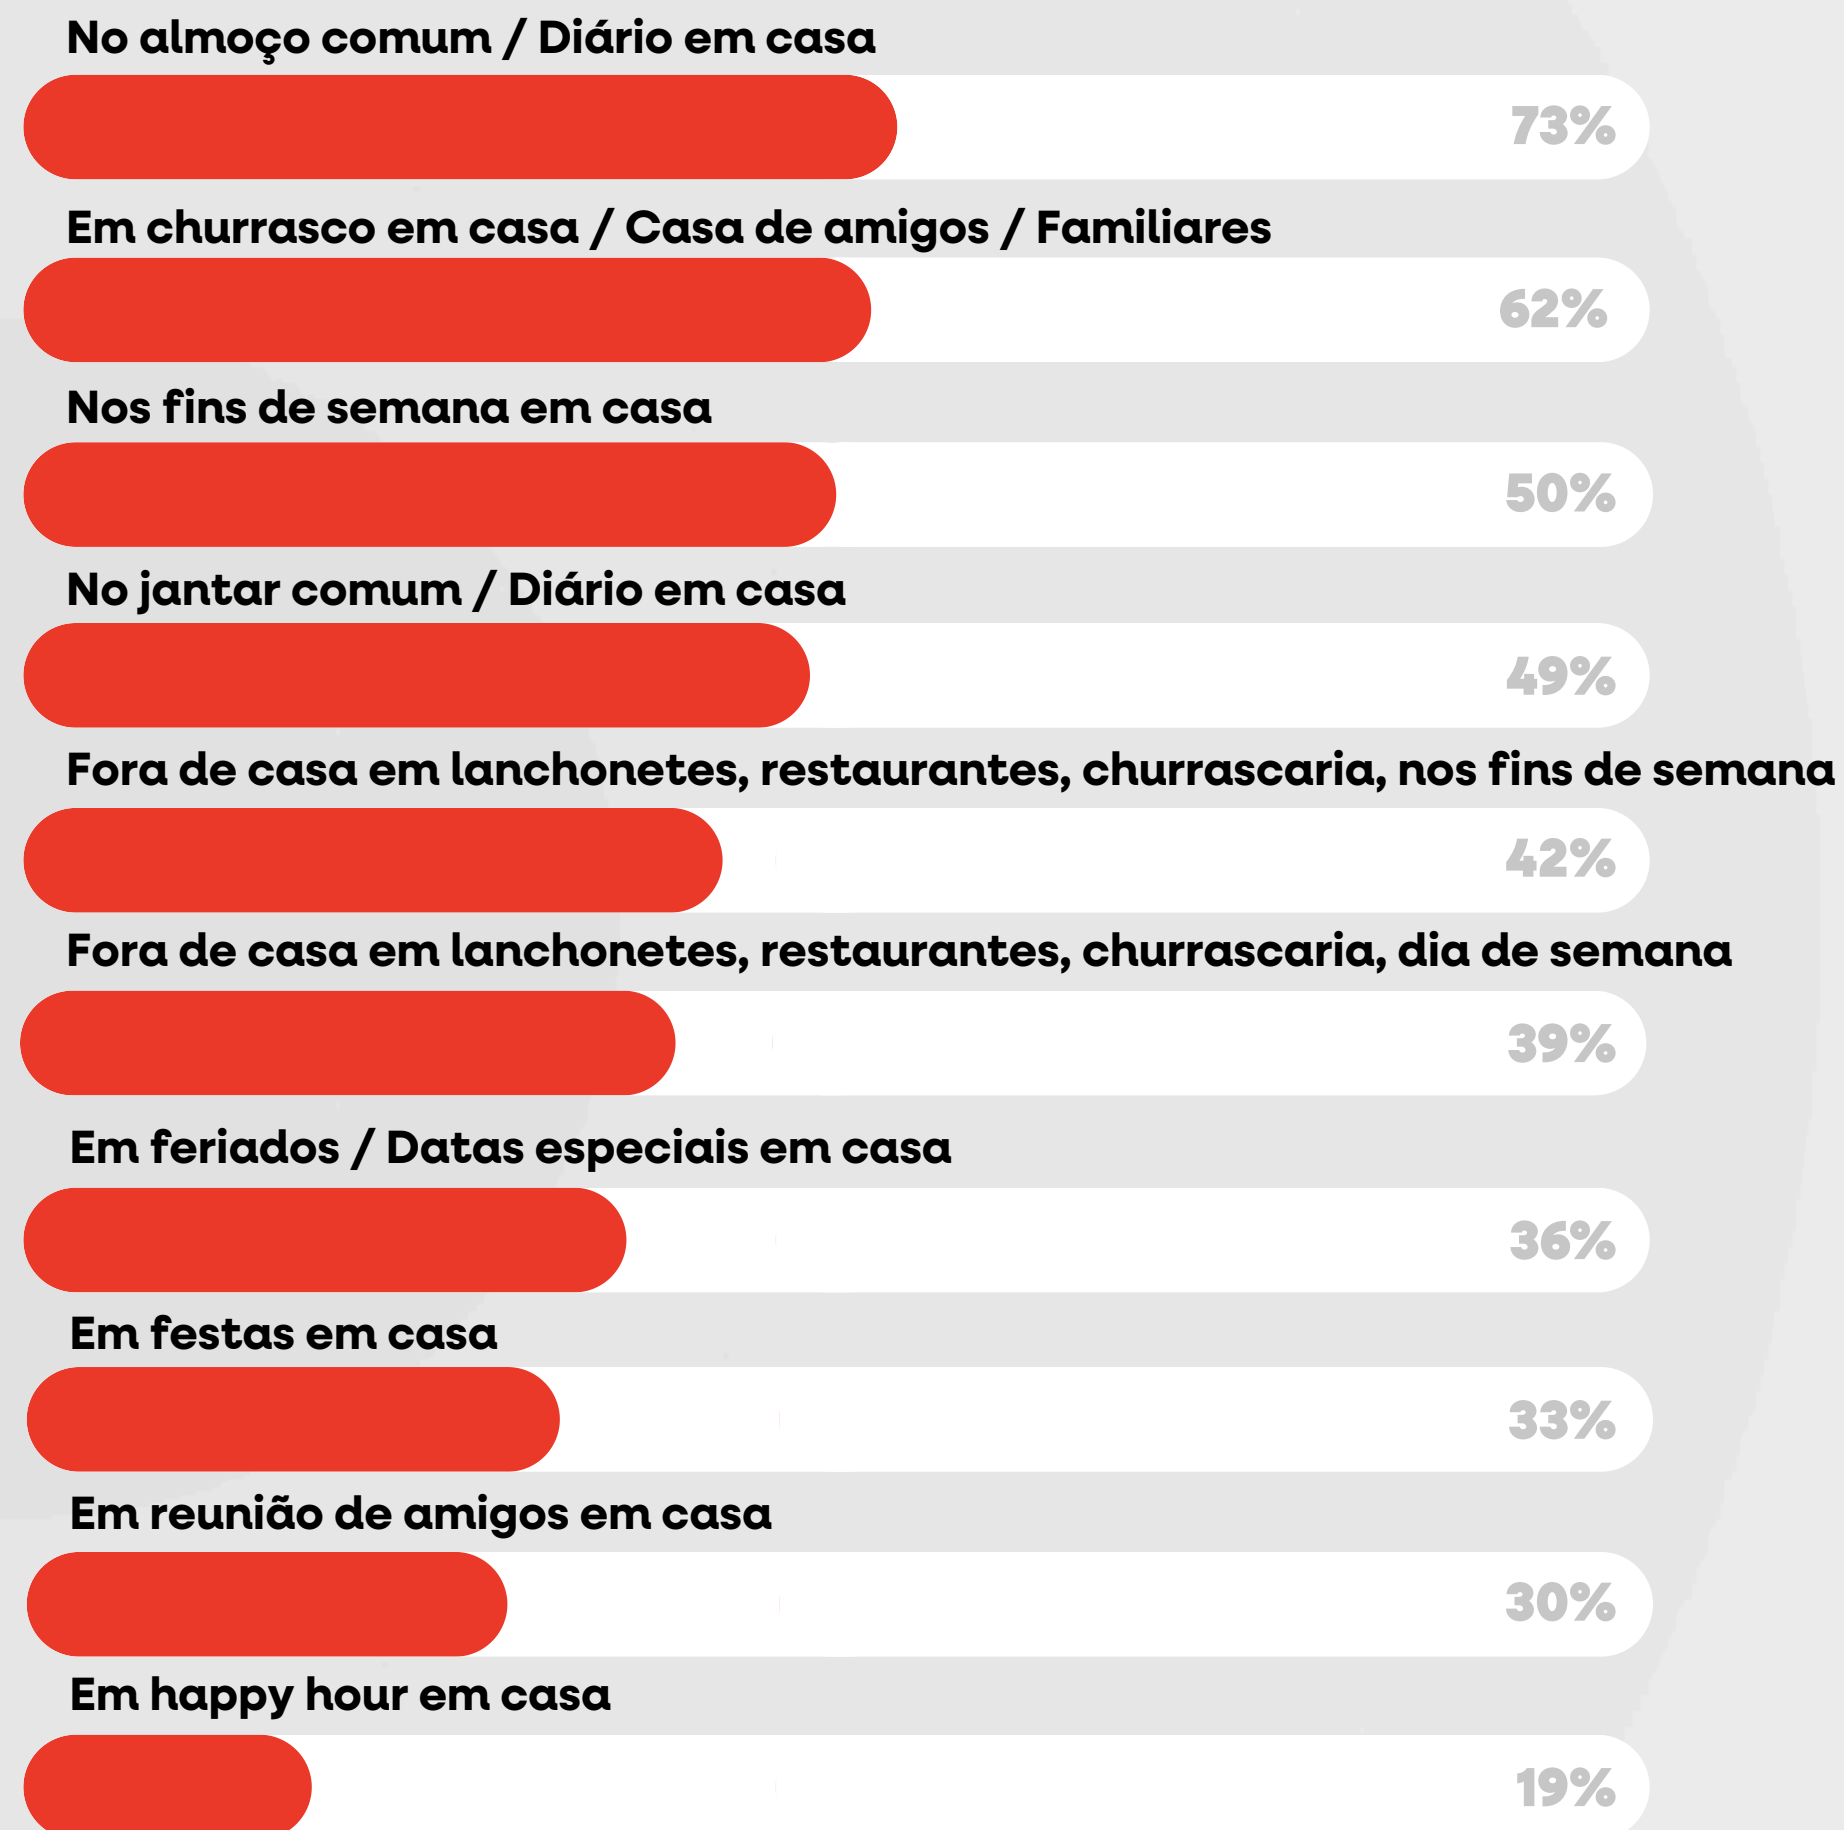 No almoço comum / Diário em casa
73%
Em churrasco em casa / Casa de amigos / Familiares
62%
Nos fins de semana em casa
50%
No jantar comum / Diário em casa
49%
Fora de casa em lanchonetes, restaurantes, churrascaria, nos fins de semana
42%
Fora de casa em lanchonetes, restaurantes, churrascaria, dia de semana
39%
Em feriados / Datas especiais em casa
36%
Em festas em casa
33%
Em reunião de amigos em casa
30%
Em happy hour em casa
19%